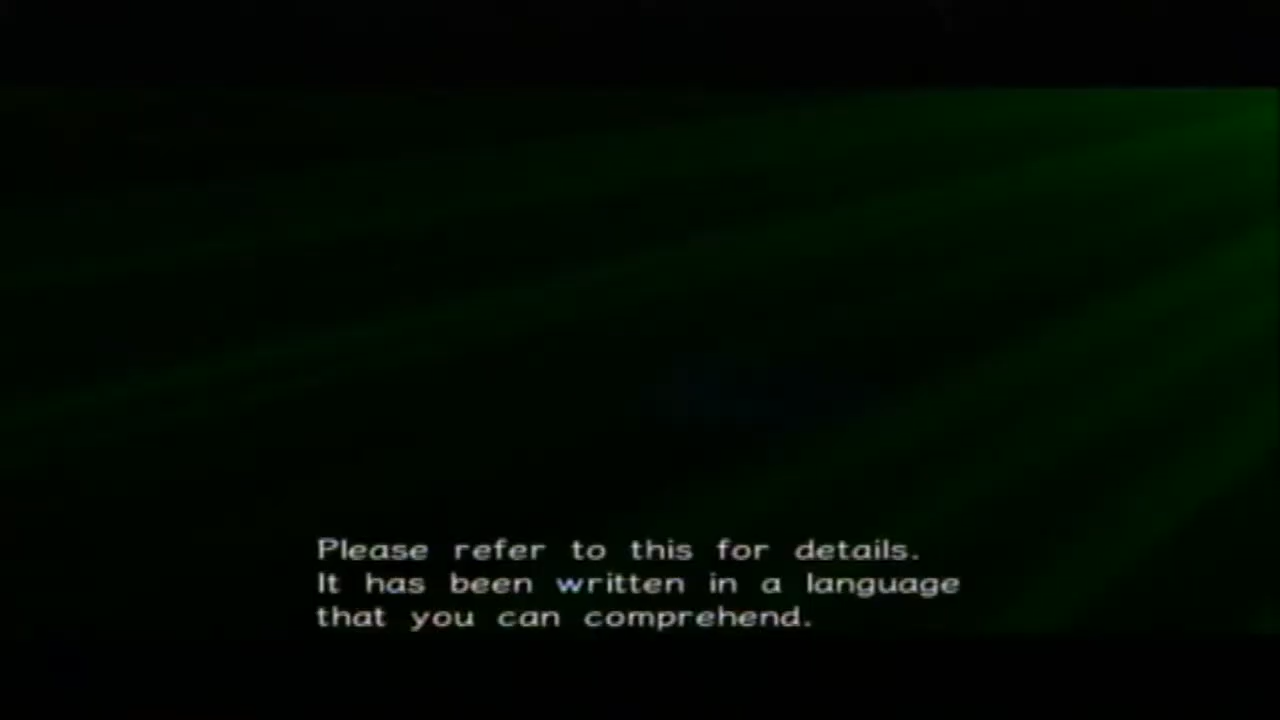 Please refer to this for details.
It has been written in a language
that you can comprehend.